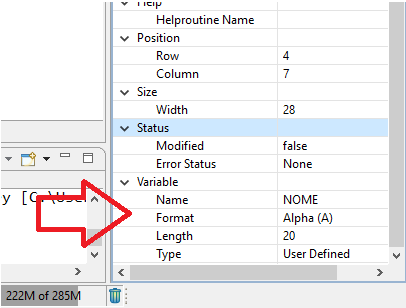 Help
Helproutine Name
Position
Row 4
Column 7
Size
Width 28
Status
Modified false
Error Status None
Variable
y [C:\Use
Name NOME
Format Alpha (A)
Length 20
Type User Defined
222M of 285M